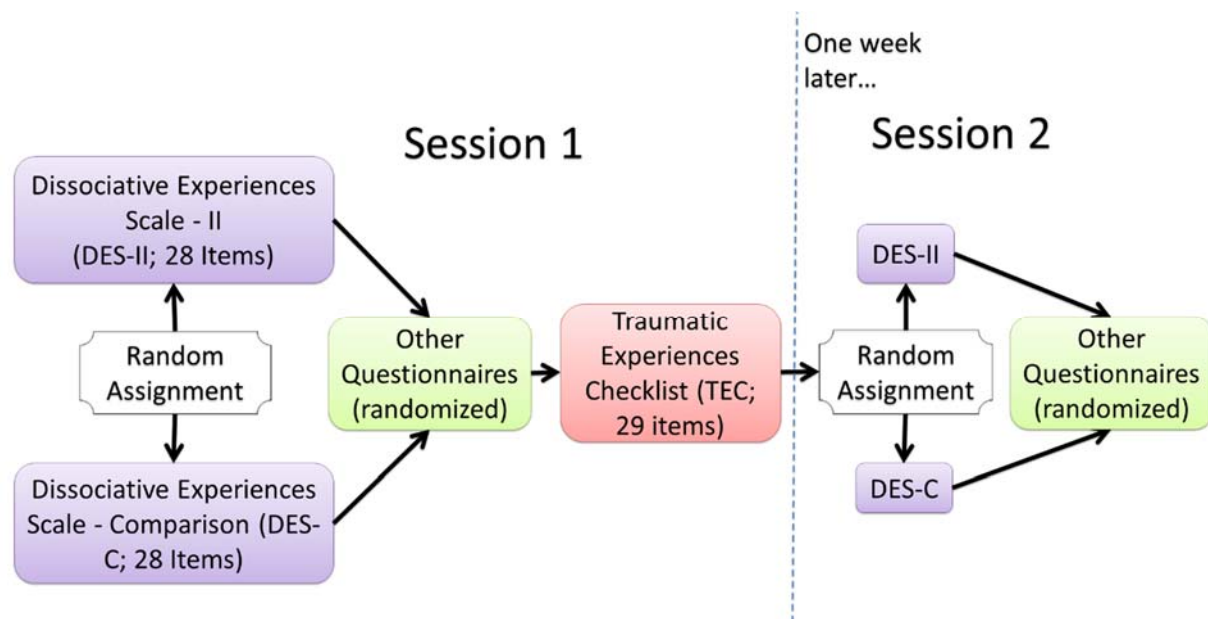 Session 1
Dissociative Experiences
Scale - II
(DES-II; 28 Items)
Random
Assignment
Dissociative Experiences
Scale - Comparison (DES-
C; 28 Items)
Other
Questionnaires
(randomized)
Traumatic
Experiences
Checklist (TEC;
29 items)
One week
later...
Session 2
DES-II
Random
Assignment
DES-C
Other
Questionnaires
(randomized)